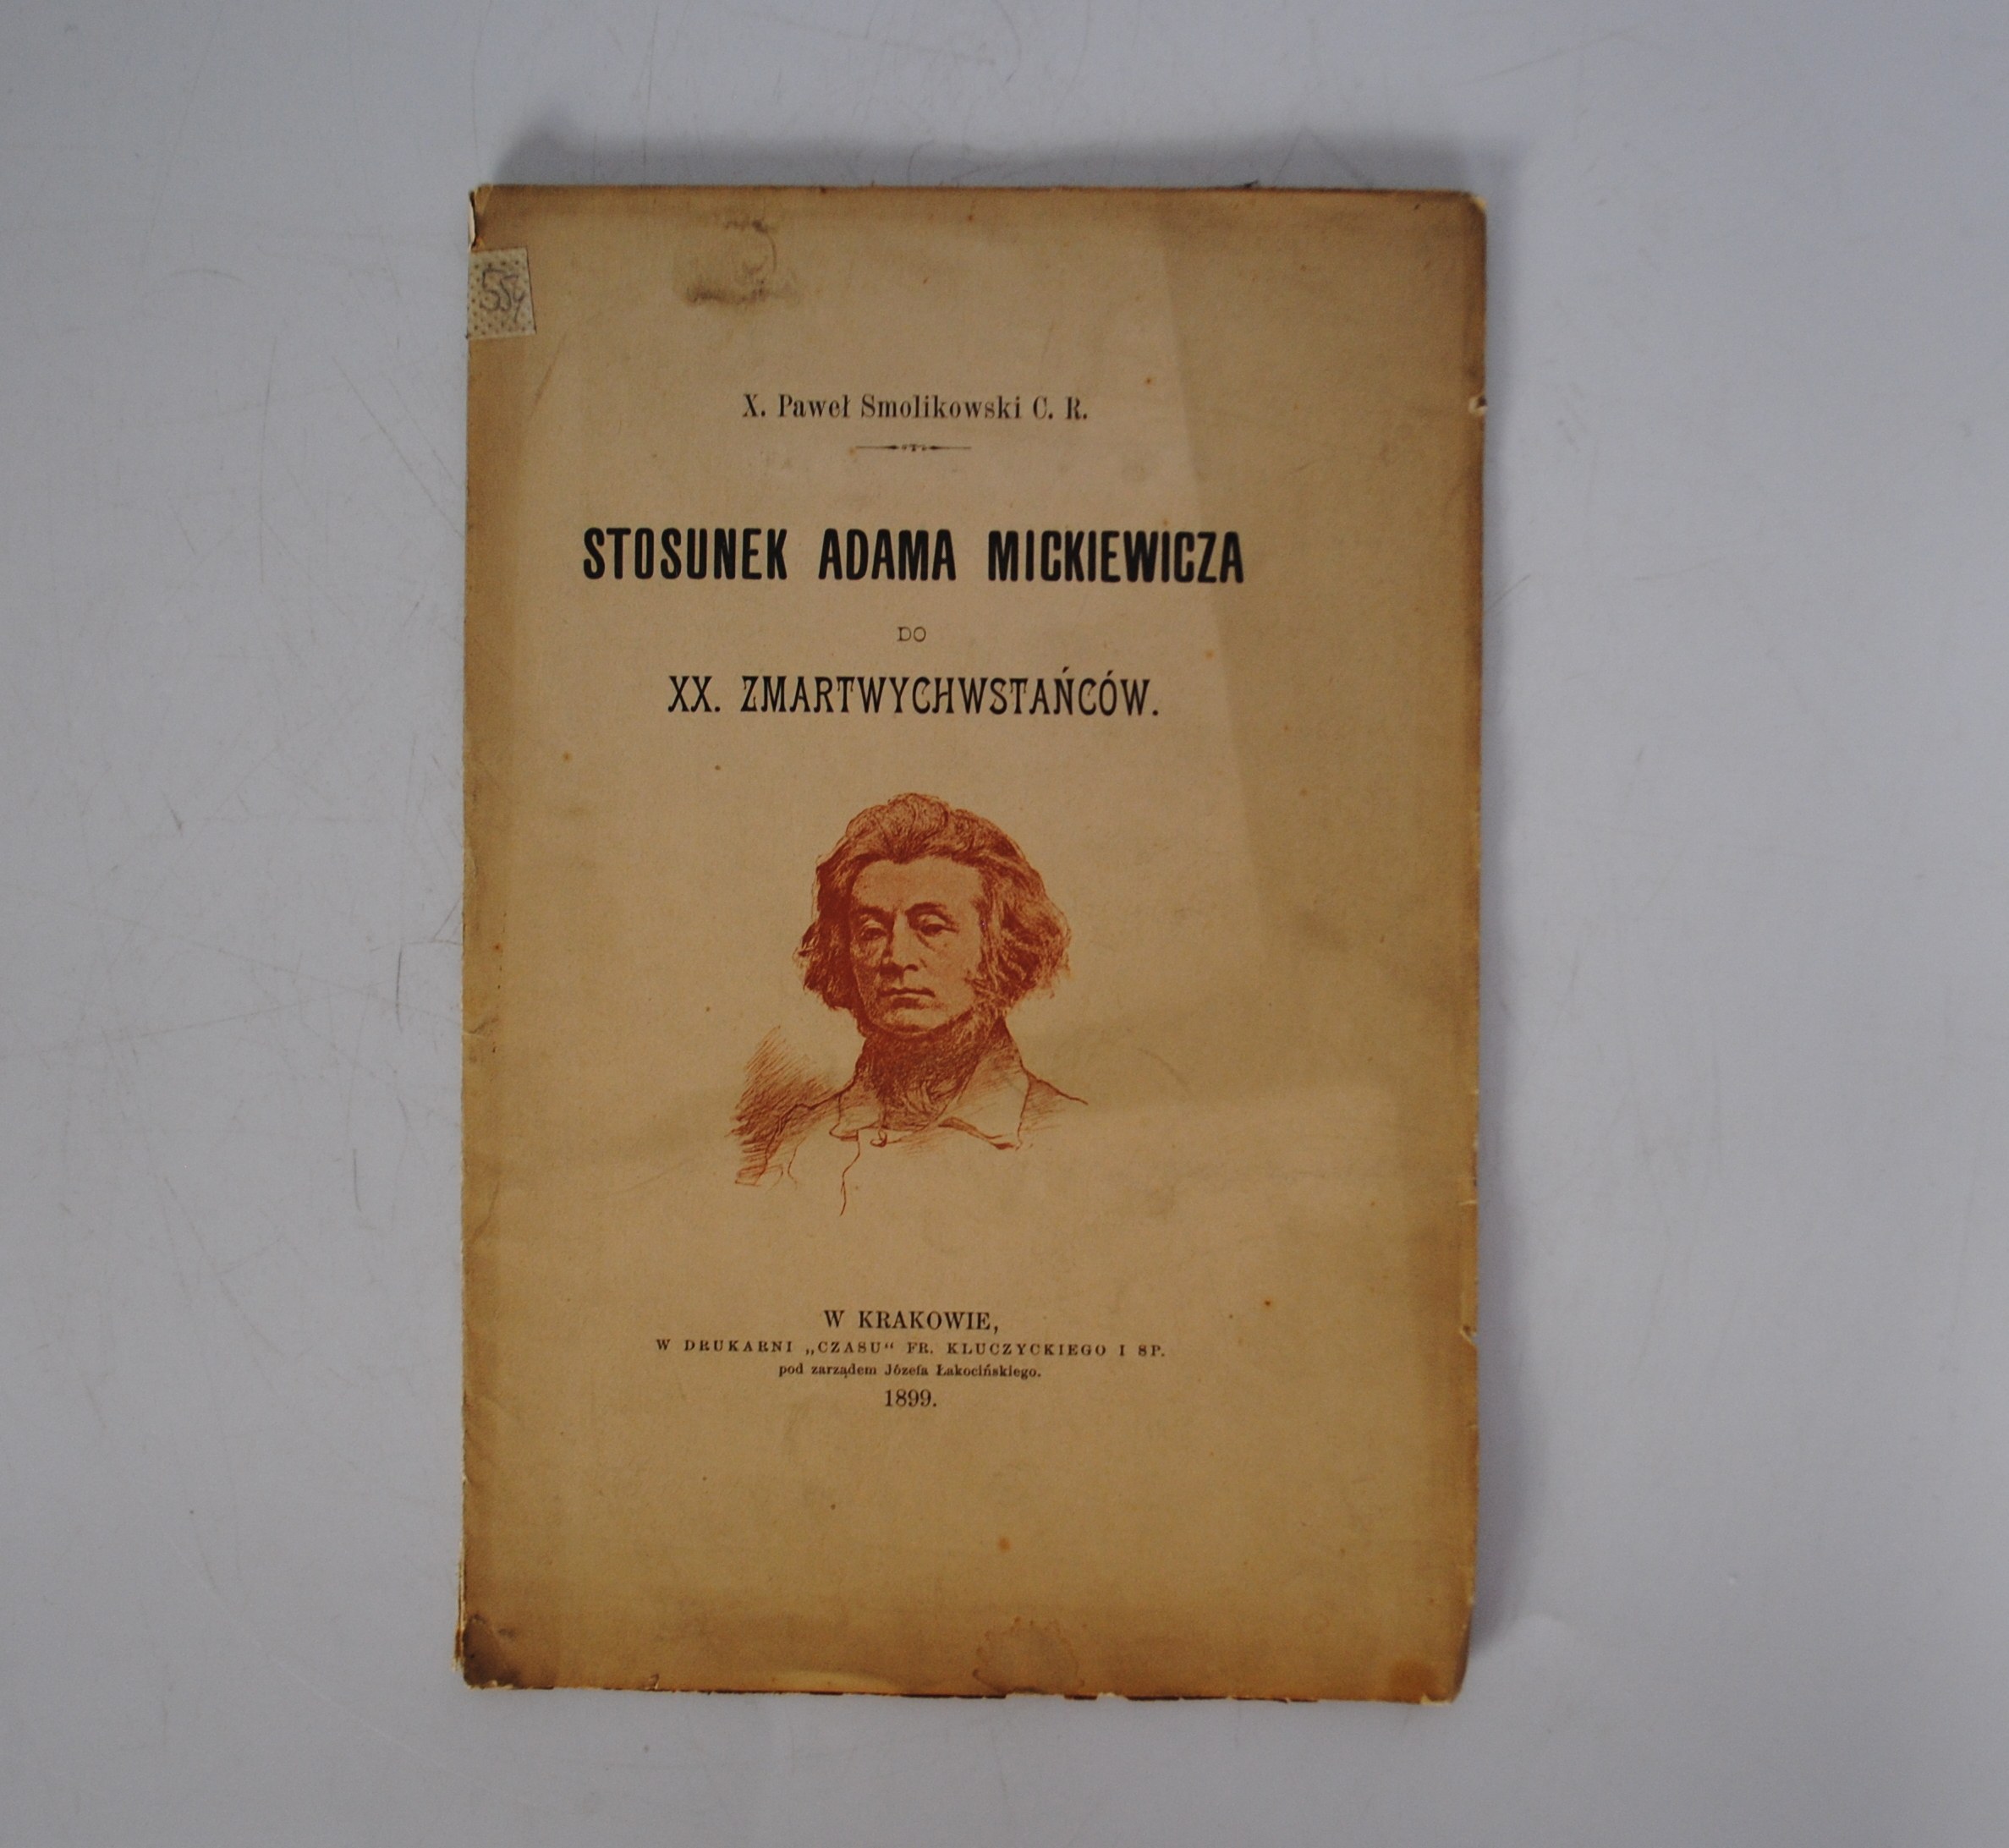 X. Paweł Smolikowski C. R.
STOSUNEK ADAMA MICKIEWICZA
DO
XX. ZMARTWYCHWSTAŃCÓW.
W KRAKOWIE,
W DRUKARNI „CZASU“ FR. KLUCZYCKIEGO I SP.
pod zarządem Józefa Łakocińskiego.
1899.